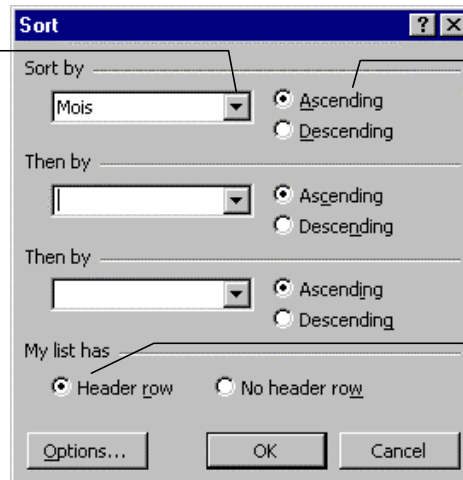 Sort
Sort by
Mois
Ascending
Descending
Then by
Ascending
Descending
Then by
Ascending
Descending
My list has
Header row
No header row
Options...
OK
Cancel